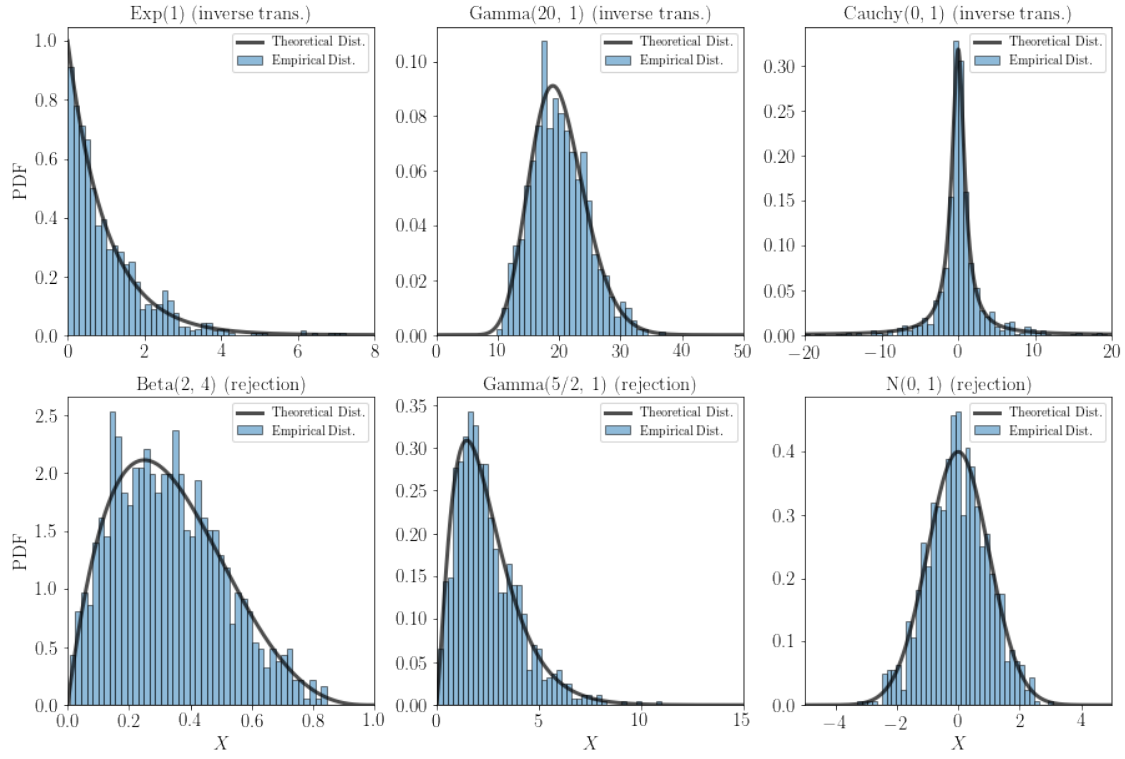 Exp(1) (inverse trans.)
Theoretical Dist.
Empirical Dist.
PDF
1.0
0.8
0.6
0.4
0.2
0.0
0 2 4 6 8
Gamma(20, 1) (inverse trans.)
Theoretical Dist.
Empirical Dist.
0.10
0.08
0.06
0.04
0.02
0.00
0 10 20 30 40 50
Cauchy(0, 1) (inverse trans.)
Theoretical Dist.
Empirical Dist.
0.30
0.25
0.20
0.15
0.10
0.05
0.00
−20 −10 0 10 20
Beta(2, 4) (rejection)
Theoretical Dist.
Empirical Dist.
PDF
2.5
2.0
1.5
1.0
0.5
0.0
0.0 0.2 0.4 0.6 0.8 1.0
X
Gamma(5/2, 1) (rejection)
Theoretical Dist.
Empirical Dist.
0.35
0.30
0.25
0.20
0.15
0.10
0.05
0.00
0 5 10 15
X
N(0, 1) (rejection)
Theoretical Dist.
Empirical Dist.
0.4
0.3
0.2
0.1
0.0
−4 −2 0 2 4
X